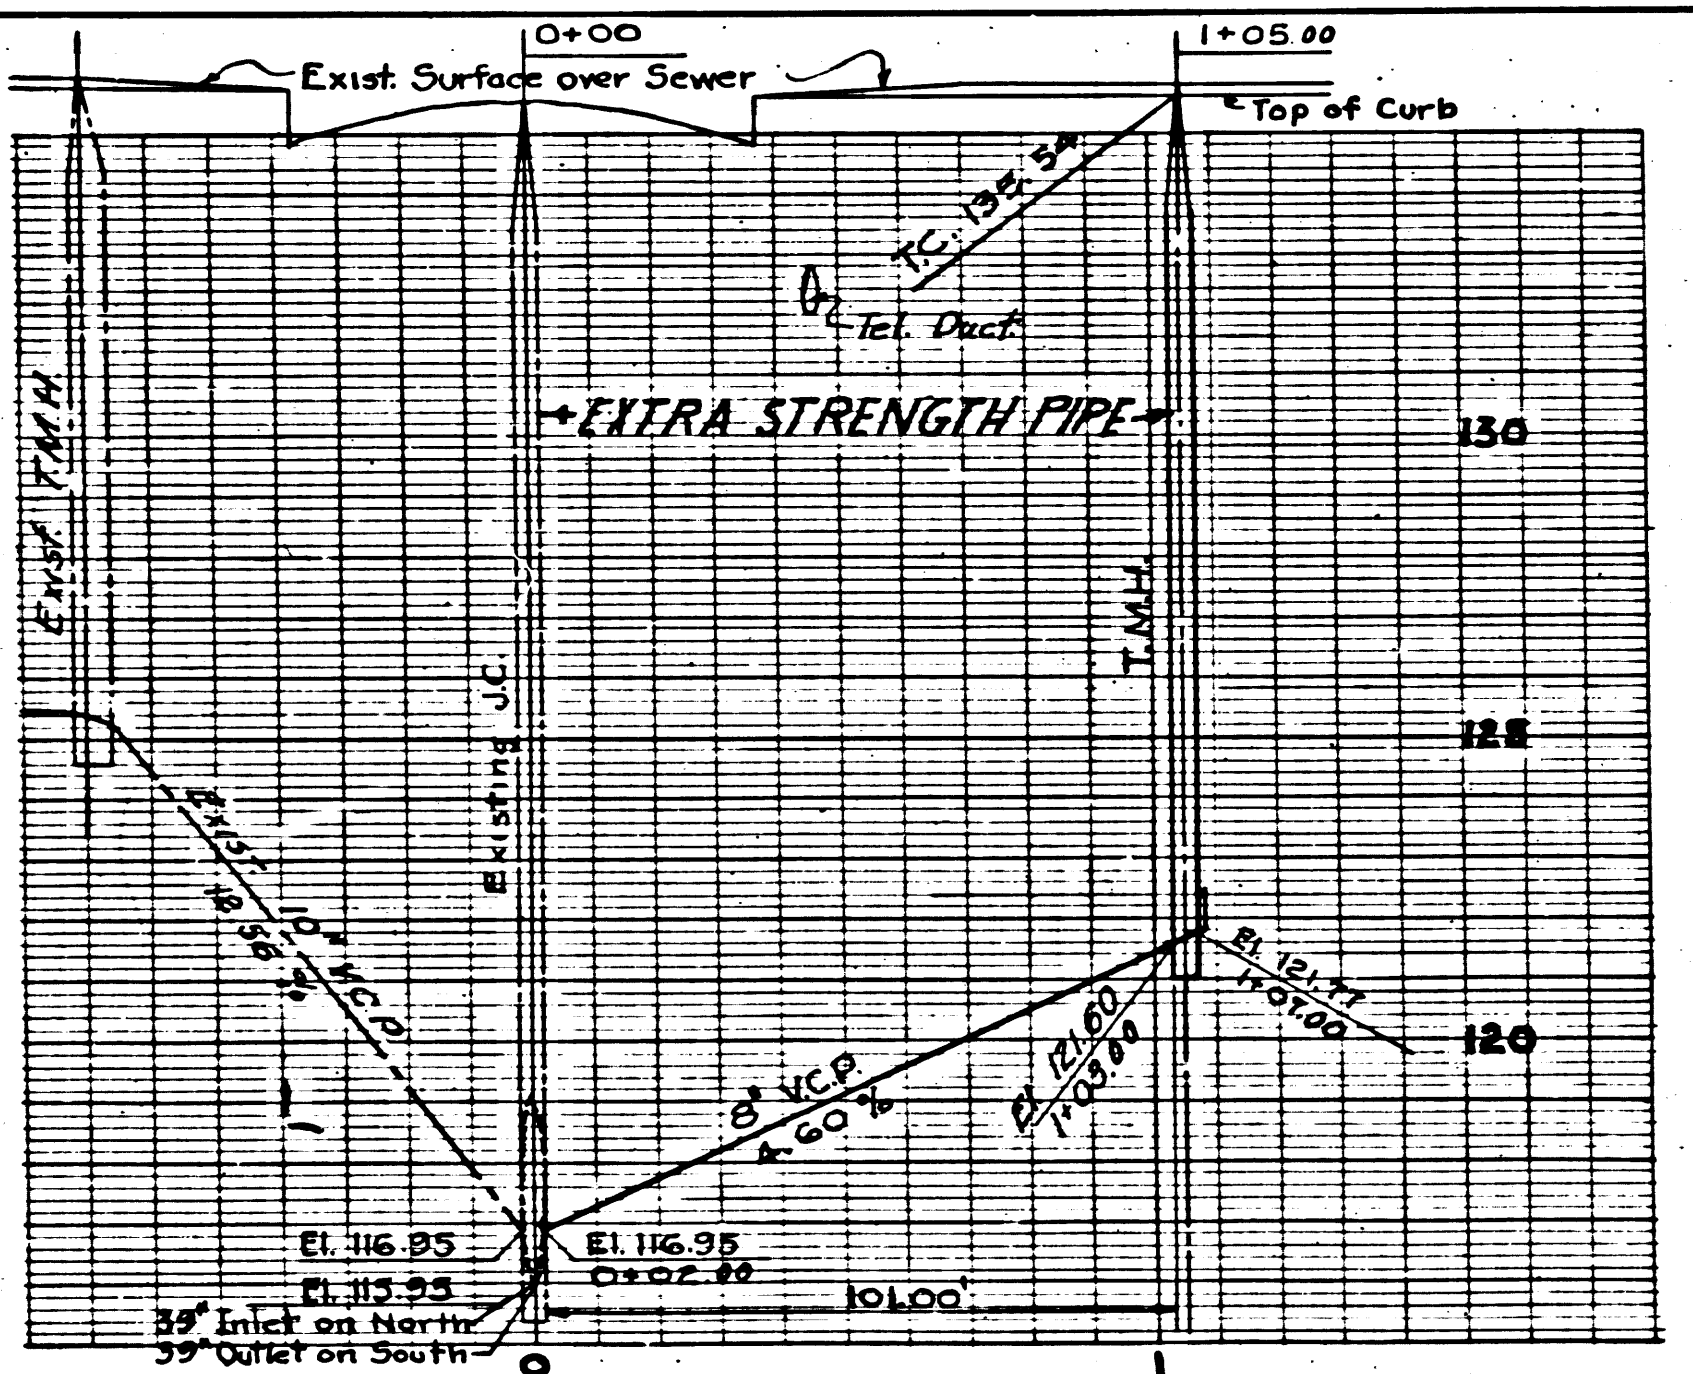 0+00
1+05.00
Exist. Surface over Sewer
Top of Curb
T.C. 135.54
Tel. Duct
EXTRA STRENGTH PIPE
130
Exist. T.M.H.
T.M.H.
Existing J.C.
125
Exist. 10" V.C.P.
56 %
El. 121.77
1+07.00
El. 121.60
1+03.00
120
8" V.C.P.
4.60 %
El. 116.95
El. 116.95
0+02.00
El. 115.95
101.00'
39" Inlet on North
39" Outlet on South
0
1